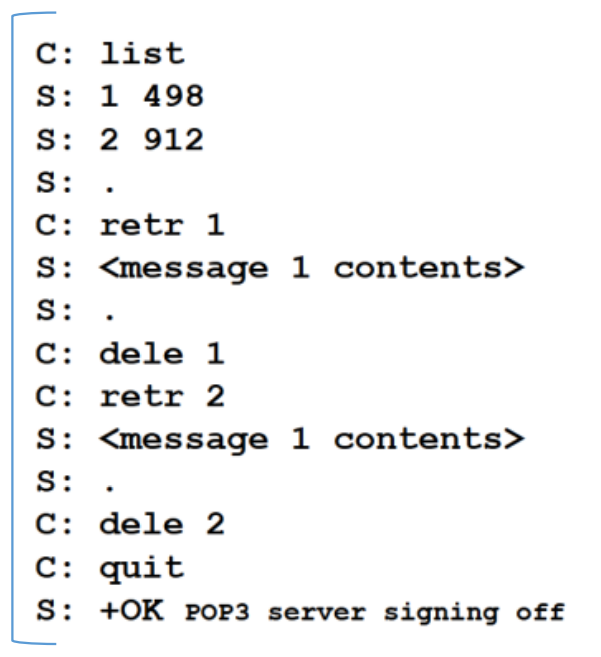 C: list
S: 1 498
S: 2 912
S: .
C: retr 1
S: <message 1 contents>
S: .
C: dele 1
C: retr 2
S: <message 1 contents>
S: .
C: dele 2
C: quit
S: +OK POP3 server signing off